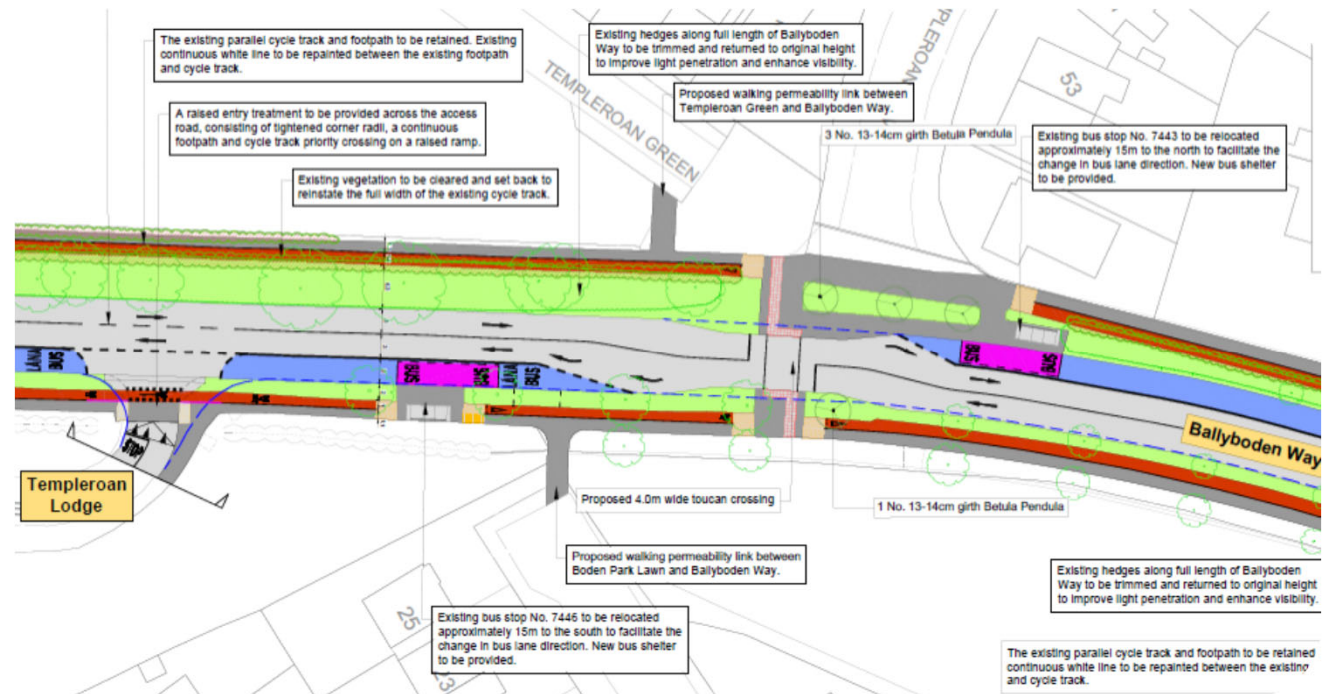 The existing parallel cycle track and footpath to be retained. Existing
continuous white line to be repainted between the existing footpath
and cycle track.
Existing hedges along full length of Ballyboden
Way to be trimmed and returned to original height
to improve light penetration and enhance visibility.
TEMPLEROAN GREEN
Proposed walking permeability link between
Templeroan Green and Ballyboden Way.
PLEROAN
53
A raised entry treatment to be provided across the access
road, consisting of tightened corner radii, a continuous
footpath and cycle track priority crossing on a raised ramp.
3 No. 13-14cm girth Betula Pendula
Existing bus stop No. 7443 to be relocated
approximately 15m to the north to facilitate the
change in bus lane direction. New bus shelter
to be provided.
Existing vegetation to be cleared and set back to
reinstate the full width of the existing cycle track.
LANA
BUS
BUS
BUS
LANA
BUS
BUS
BUS
STOP
Ballyboden Way
Templeroan
Lodge
Proposed 4.0m wide toucan crossing
1 No. 13-14cm girth Betula Pendula
Proposed walking permeability link between
Boden Park Lawn and Ballyboden Way.
Existing hedges along full length of Ballyboden
Way to be trimmed and returned to original height
to improve light penetration and enhance visibility.
25
Existing bus stop No. 7446 to be relocated
approximately 15m to the south to facilitate the
change in bus lane direction. New bus shelter
to be provided.
23
The existing parallel cycle track and footpath to be retained
continuous white line to be repainted between the existing
and cycle track.